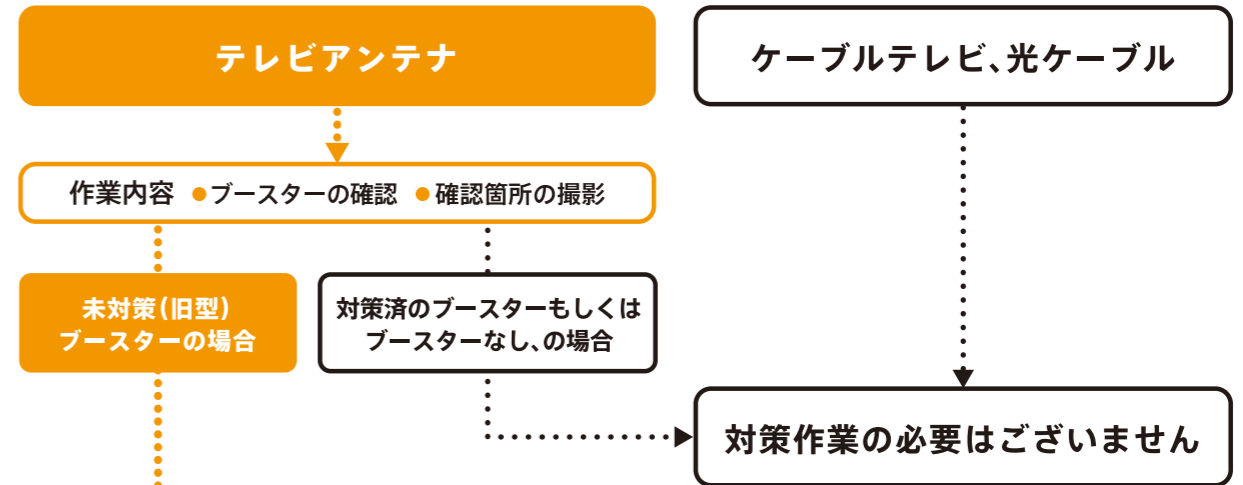 テレビアンテナ
ケーブルテレビ、光ケーブル
作業内容 ●ブースターの確認 ●確認箇所の撮影
未対策(旧型)
ブースターの場合
対策済のブースターもしくは
ブースターなし、の場合
対策作業の必要はございません